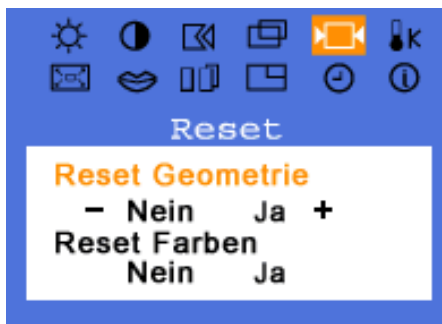 K
Reset
Reset Geometrie
- Nein Ja +
Reset Farben
Nein Ja